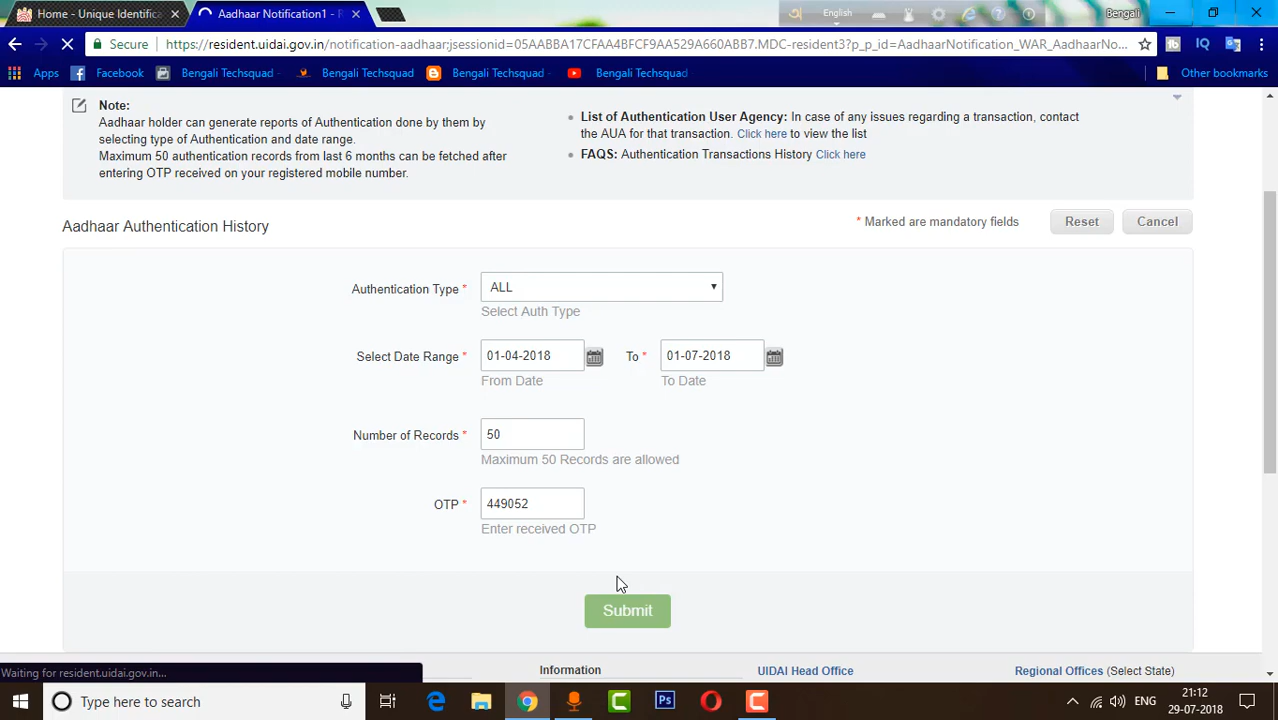 Home - Unique Identific
Aadhaar Notification1 - R
English
Bengali
Secure
https://resident.uidai.gov.in/notification-aadhaar;jsessionid=05AABBA17CFAA4BFCF9AA529A660ABB7.MDC-resident3?p_p_id=AadhaarNotification_WAR_AadhaarNo...
IQ
Apps
Facebook
Bengali Techsquad
Bengali Techsquad
Bengali Techsquad
Bengali Techsquad
Other bookmarks
Note:
Aadhaar holder can generate reports of Authentication done by them by
selecting type of Authentication and date range.
Maximum 50 authentication records from last 6 months can be fetched after
entering OTP received on your registered mobile number.
List of Authentication User Agency: In case of any issues regarding a transaction, contact
the AUA for that transaction. Click here to view the list
FAQS: Authentication Transactions History Click here
Aadhaar Authentication History
* Marked are mandatory fields
Reset
Cancel
Authentication Type *
ALL
Select Auth Type
Select Date Range *
01-04-2018
To *
01-07-2018
From Date
To Date
Number of Records *
50
Maximum 50 Records are allowed
OTP *
449052
Enter received OTP
Submit
Waiting for resident.uidai.gov.in...
Information
UIDAI Head Office
Regional Offices (Select State)
Type here to search
Ps
ENG
21:12
29-07-2018